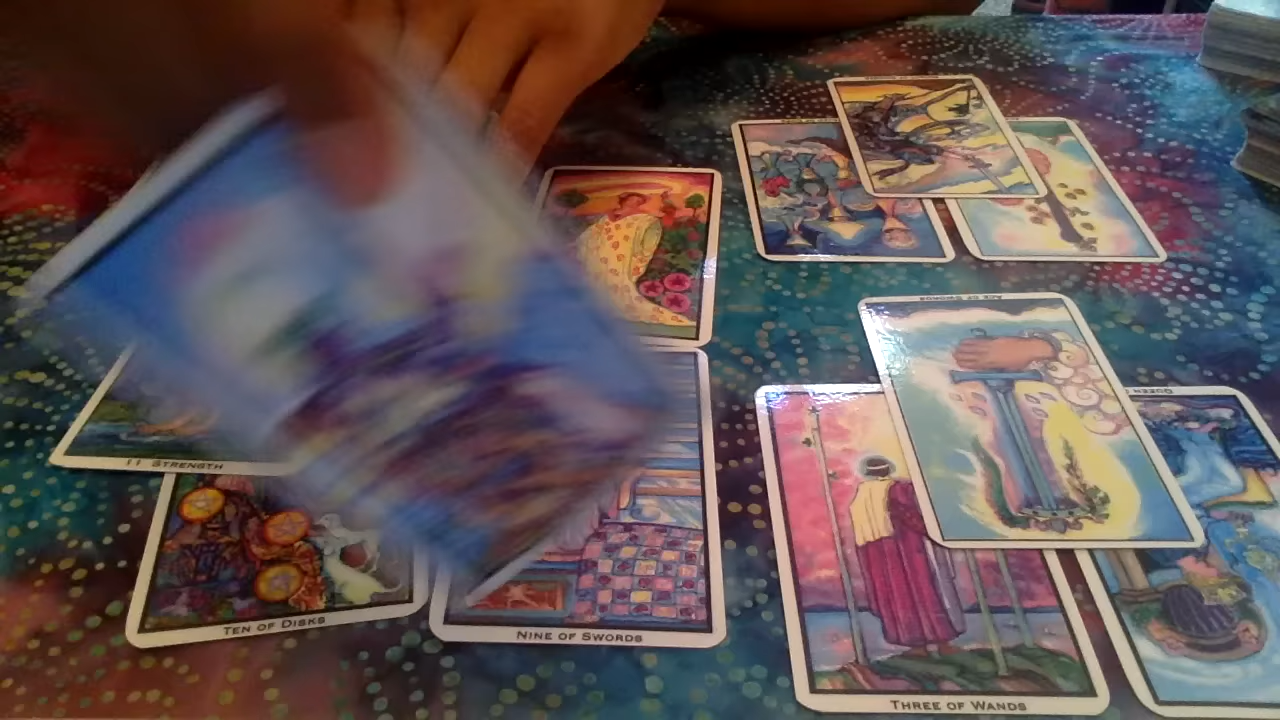 ACE OF SWORDS
QUEEN
11 STRENGTH
TEN OF DISKS
NINE OF SWORDS
THREE OF WANDS